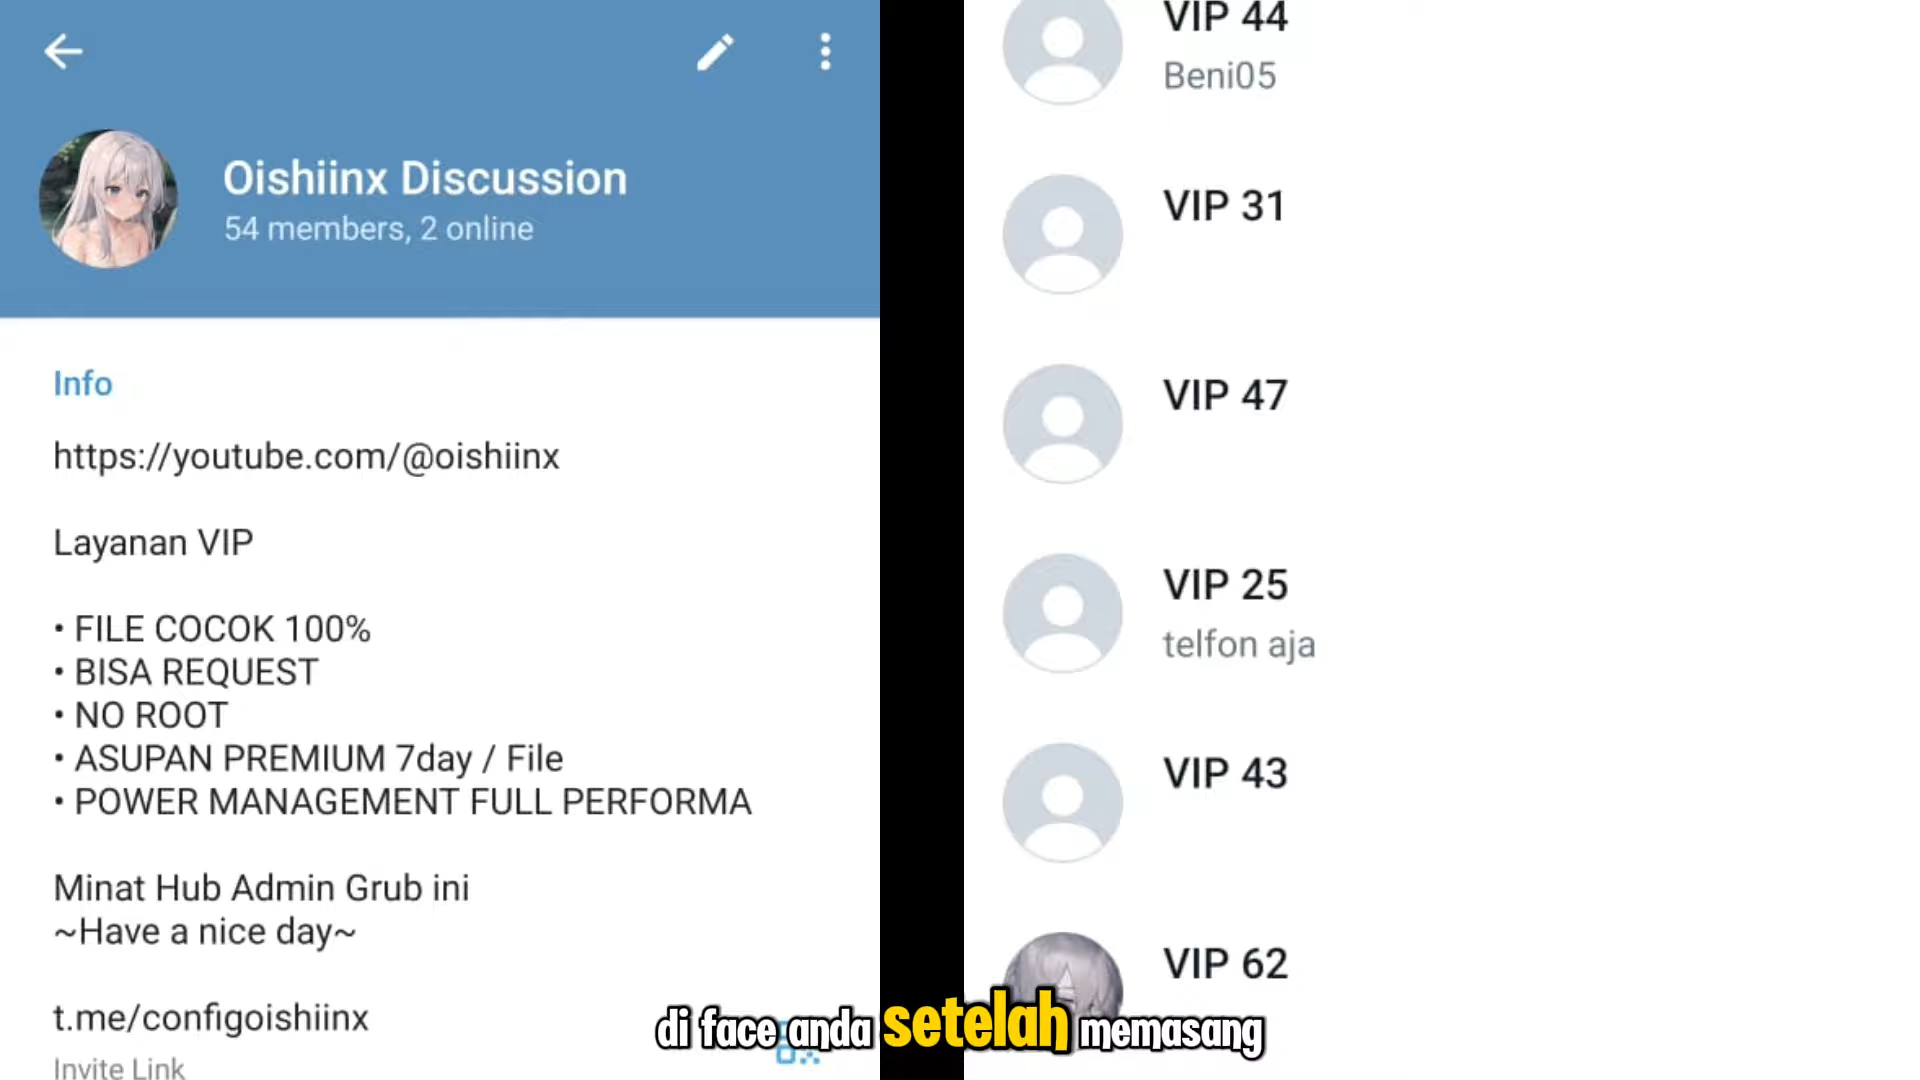 Oishiinx Discussion
54 members, 2 online
Info
https://youtube.com/@oishiinx
Layanan VIP
• FILE COCOK 100%
• BISA REQUEST
• NO ROOT
• ASUPAN PREMIUM 7day / File
• POWER MANAGEMENT FULL PERFORMA
Minat Hub Admin Grub ini
~Have a nice day~
t.me/configoishiinx
Invite Link
VIP 44
Beni05
VIP 31
VIP 47
VIP 25
telfon aja
VIP 43
VIP 62
di face anda setelah memasang